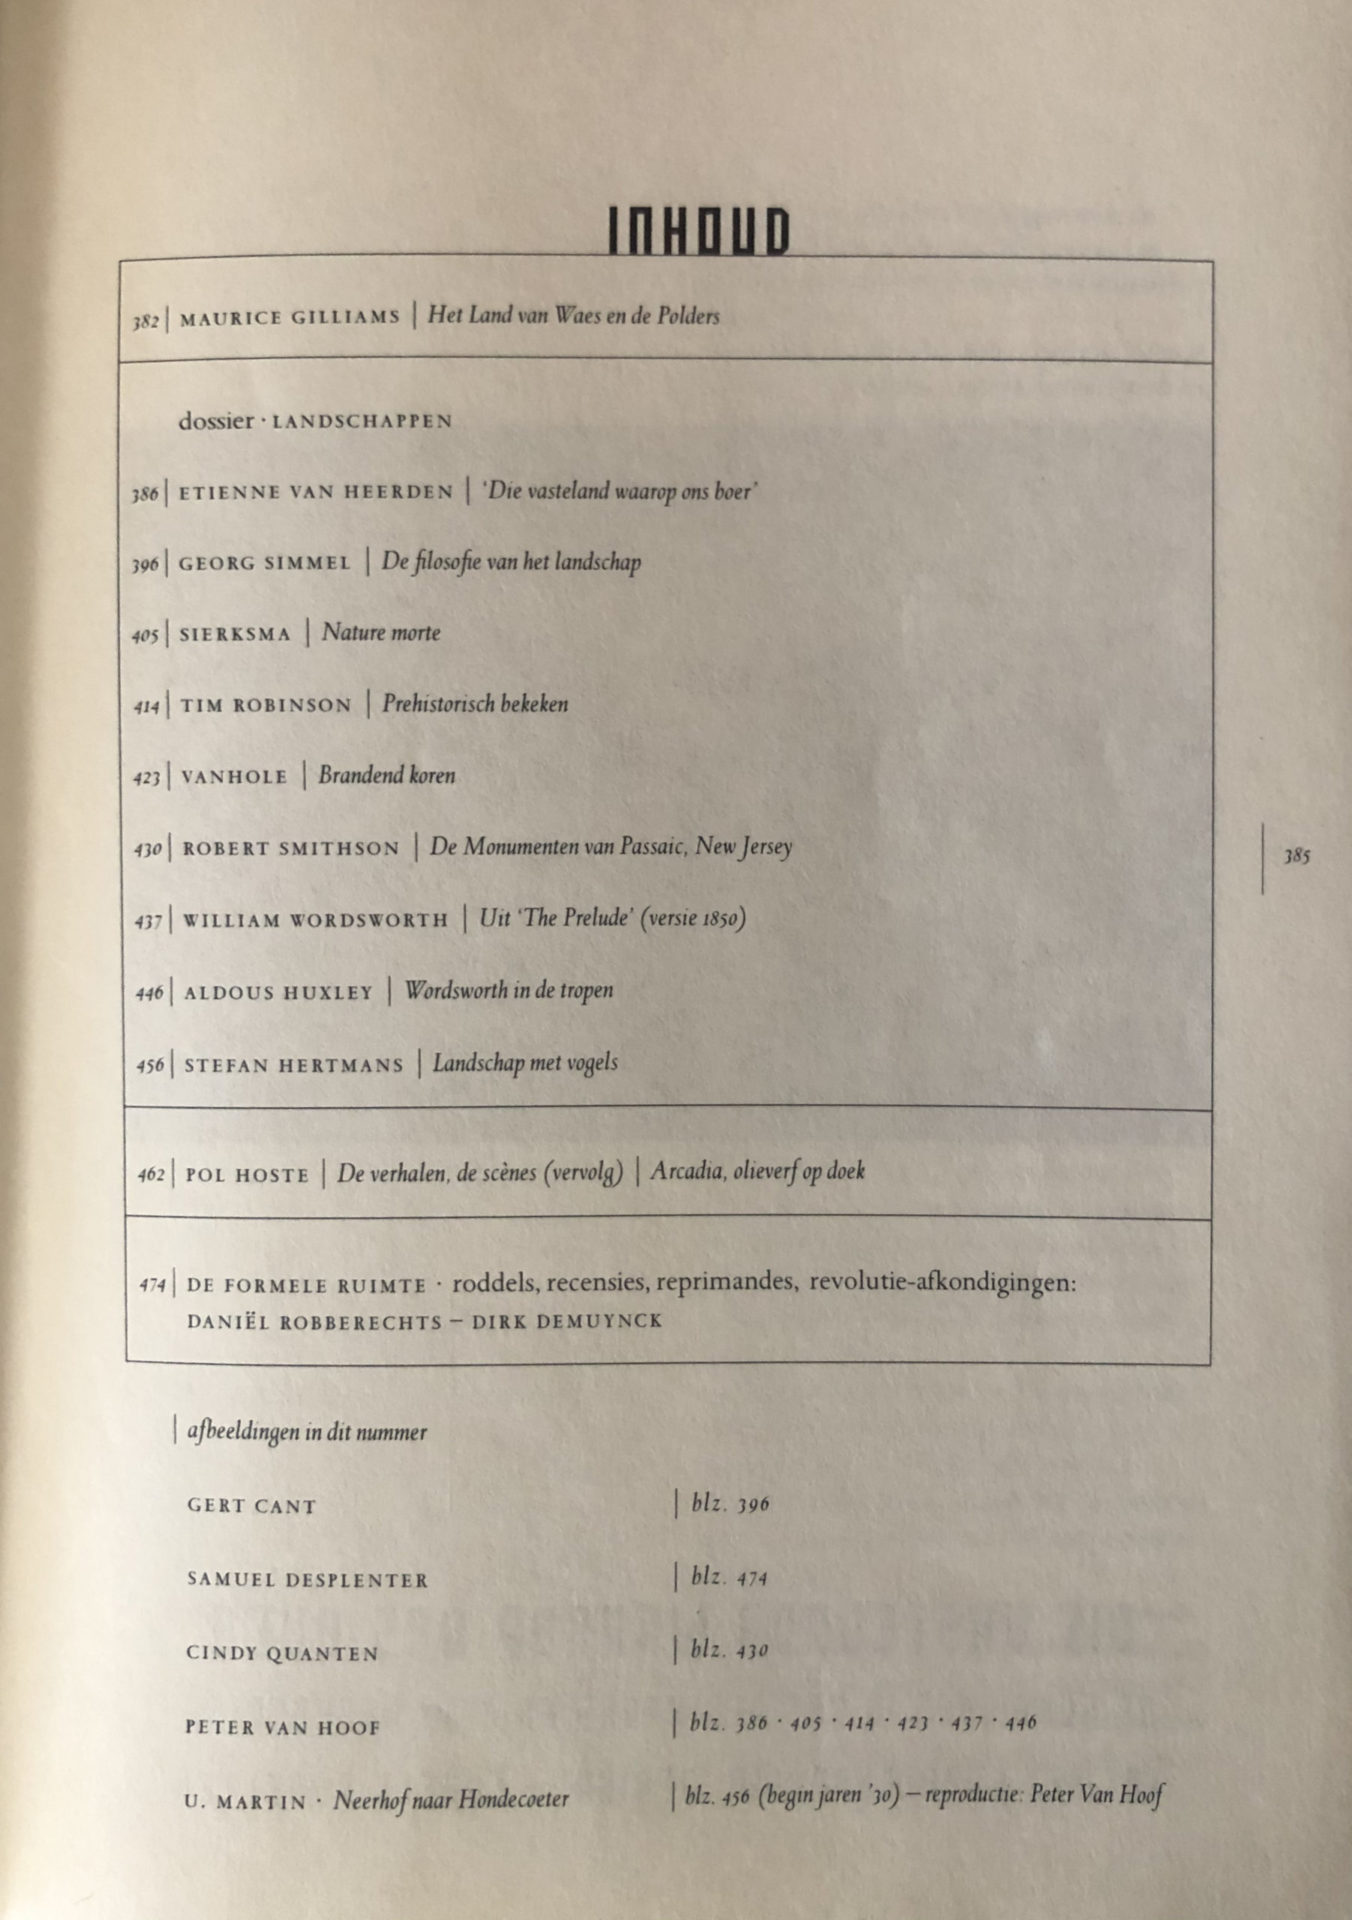 INHOUD
382 | MAURICE GILLIAMS | Het Land van Waes en de Polders
dossier · LANDSCHAPPEN
386 | ETIENNE VAN HEERDEN | ‘Die vasteland waarop ons boer’
396 | GEORG SIMMEL | De filosofie van het landschap
405 | SIERKSMA | Nature morte
414 | TIM ROBINSON | Prehistorisch bekeken
423 | VANHOLE | Brandend koren
430 | ROBERT SMITHSON | De Monumenten van Passaic, New Jersey
385
437 | WILLIAM WORDSWORTH | Uit ‘The Prelude’ (versie 1850)
446 | ALDOUS HUXLEY | Wordsworth in de tropen
456 | STEFAN HERTMANS | Landschap met vogels
462 | POL HOSTE | De verhalen, de scènes (vervolg) | Arcadia, olieverf op doek
474 | DE FORMELE RUIMTE · roddels, recensies, reprimandes, revolutie-afkondigingen:
DANIËL ROBBERECHTS – DIRK DEMUYNCK
| afbeeldingen in dit nummer
GERT CANT | blz. 396
SAMUEL DESPLENTER | blz. 474
CINDY QUANTEN | blz. 430
PETER VAN HOOF | blz. 386 · 405 · 414 · 423 · 437 · 446
U. MARTIN · Neerhof naar Hondecoeter | blz. 456 (begin jaren ’30) – reproductie: Peter Van Hoof